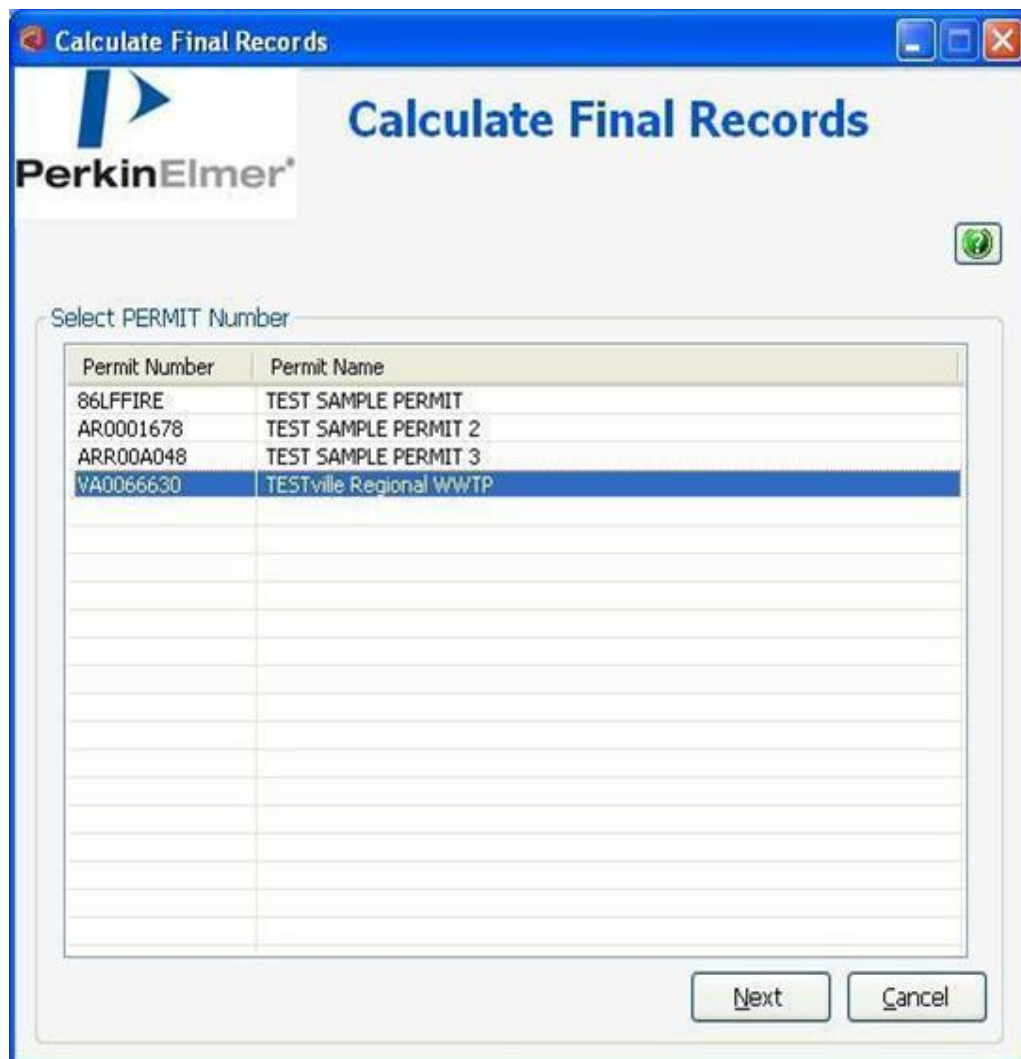 Calculate Final Records
Calculate Final Records
PerkinElmer®
Select PERMIT Number
Permit Number Permit Name
86LFFIRE TEST SAMPLE PERMIT
AR0001678 TEST SAMPLE PERMIT 2
ARR00A048 TEST SAMPLE PERMIT 3
VA0066630 TESTville Regional WWTP
Next Cancel